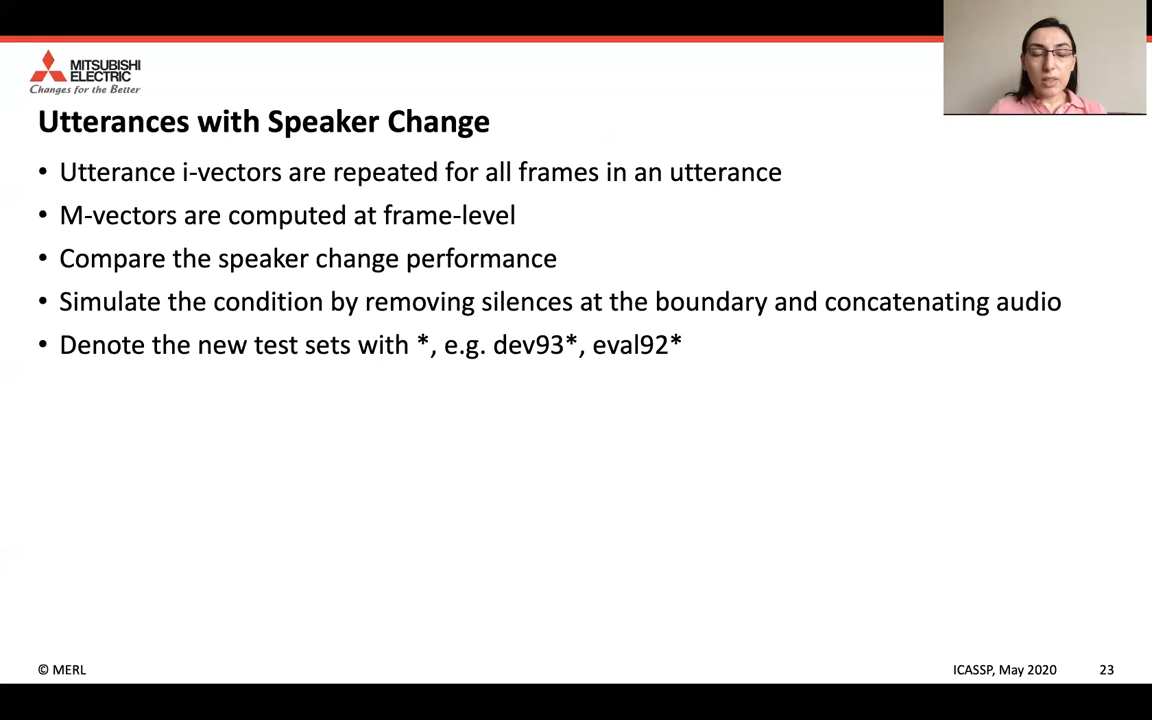 MITSUBISHI
ELECTRIC
Changes for the Better
Utterances with Speaker Change
• Utterance i-vectors are repeated for all frames in an utterance
• M-vectors are computed at frame-level
• Compare the speaker change performance
• Simulate the condition by removing silences at the boundary and concatenating audio
• Denote the new test sets with *, e.g. dev93*, eval92*
© MERL
ICASSP, May 2020 23